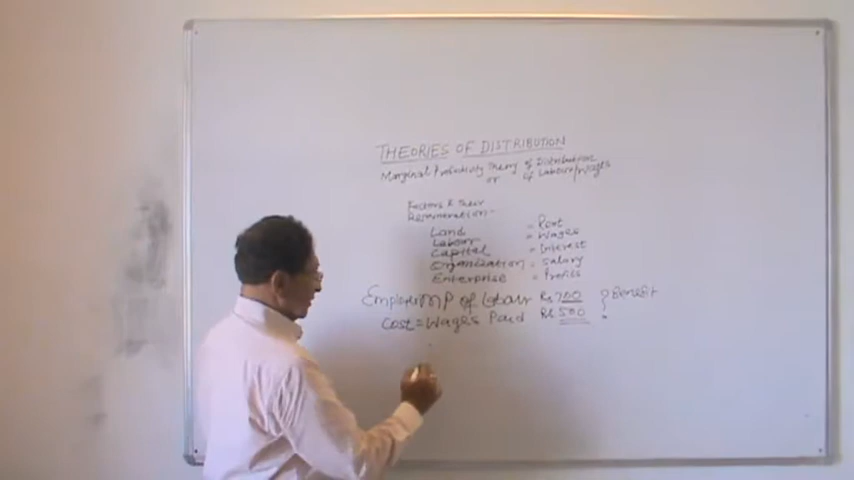 THEORIES OF DISTRIBUTION
Marginal Productivity Theory of Distribution
or of Labour/Wages
Factors & their
Remuneration-
Land = Rent
Labour = Wages
Capital = Interest
Organization = Salary
Enterprise = Profits
Employer MP of Labour Rs 700 } Benefit
Cost = Wages Paid Rs 500